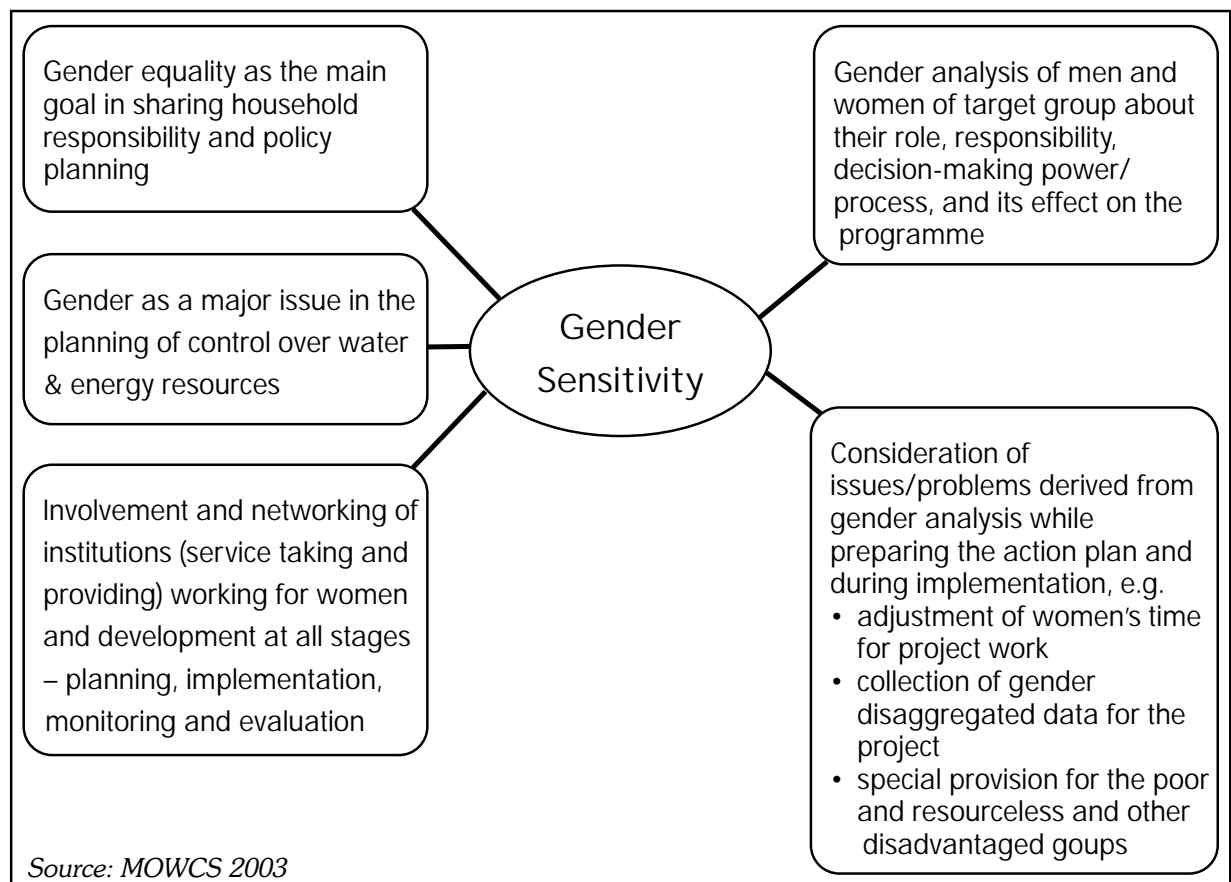 Gender equality as the main
goal in sharing household
responsibility and policy
planning
Gender as a major issue in the
planning of control over water
& energy resources
Involvement and networking of
institutions (service taking and
providing) working for women
and development at all stages
– planning, implementation,
monitoring and evaluation
Gender
Sensitivity
Gender analysis of men and
women of target group about
their role, responsibility,
decision-making power/
process, and its effect on the
programme
Consideration of
issues/problems derived from
gender analysis while
preparing the action plan and
during implementation, e.g.
• adjustment of women’s time
for project work
• collection of gender
disaggregated data for the
project
• special provision for the poor
and resourceless and other
disadvantaged goups
Source: MOWCS 2003